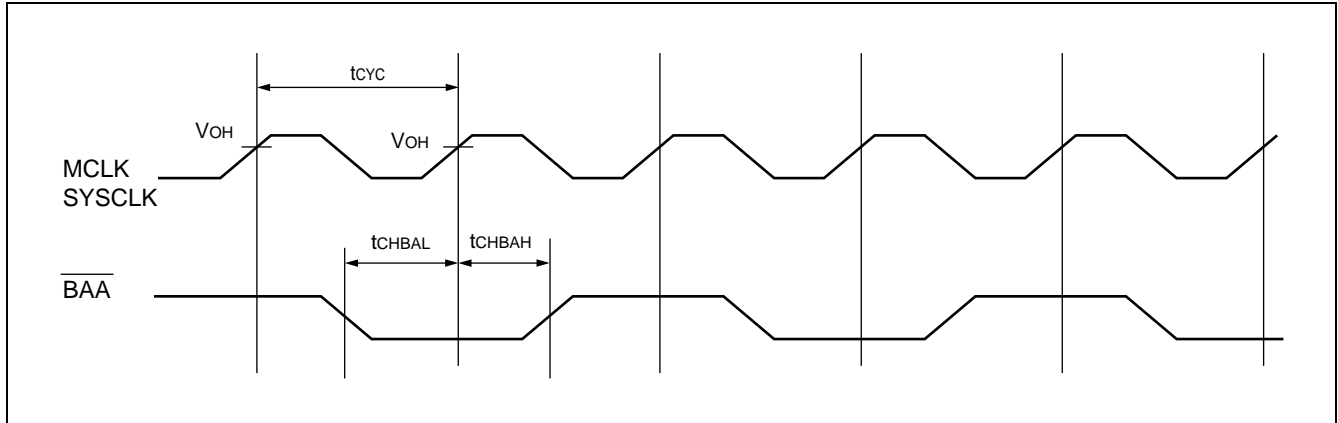 tCYC
VOH
VOH
MCLK
SYSCLK
tCHBAL
tCHBAH
BAA